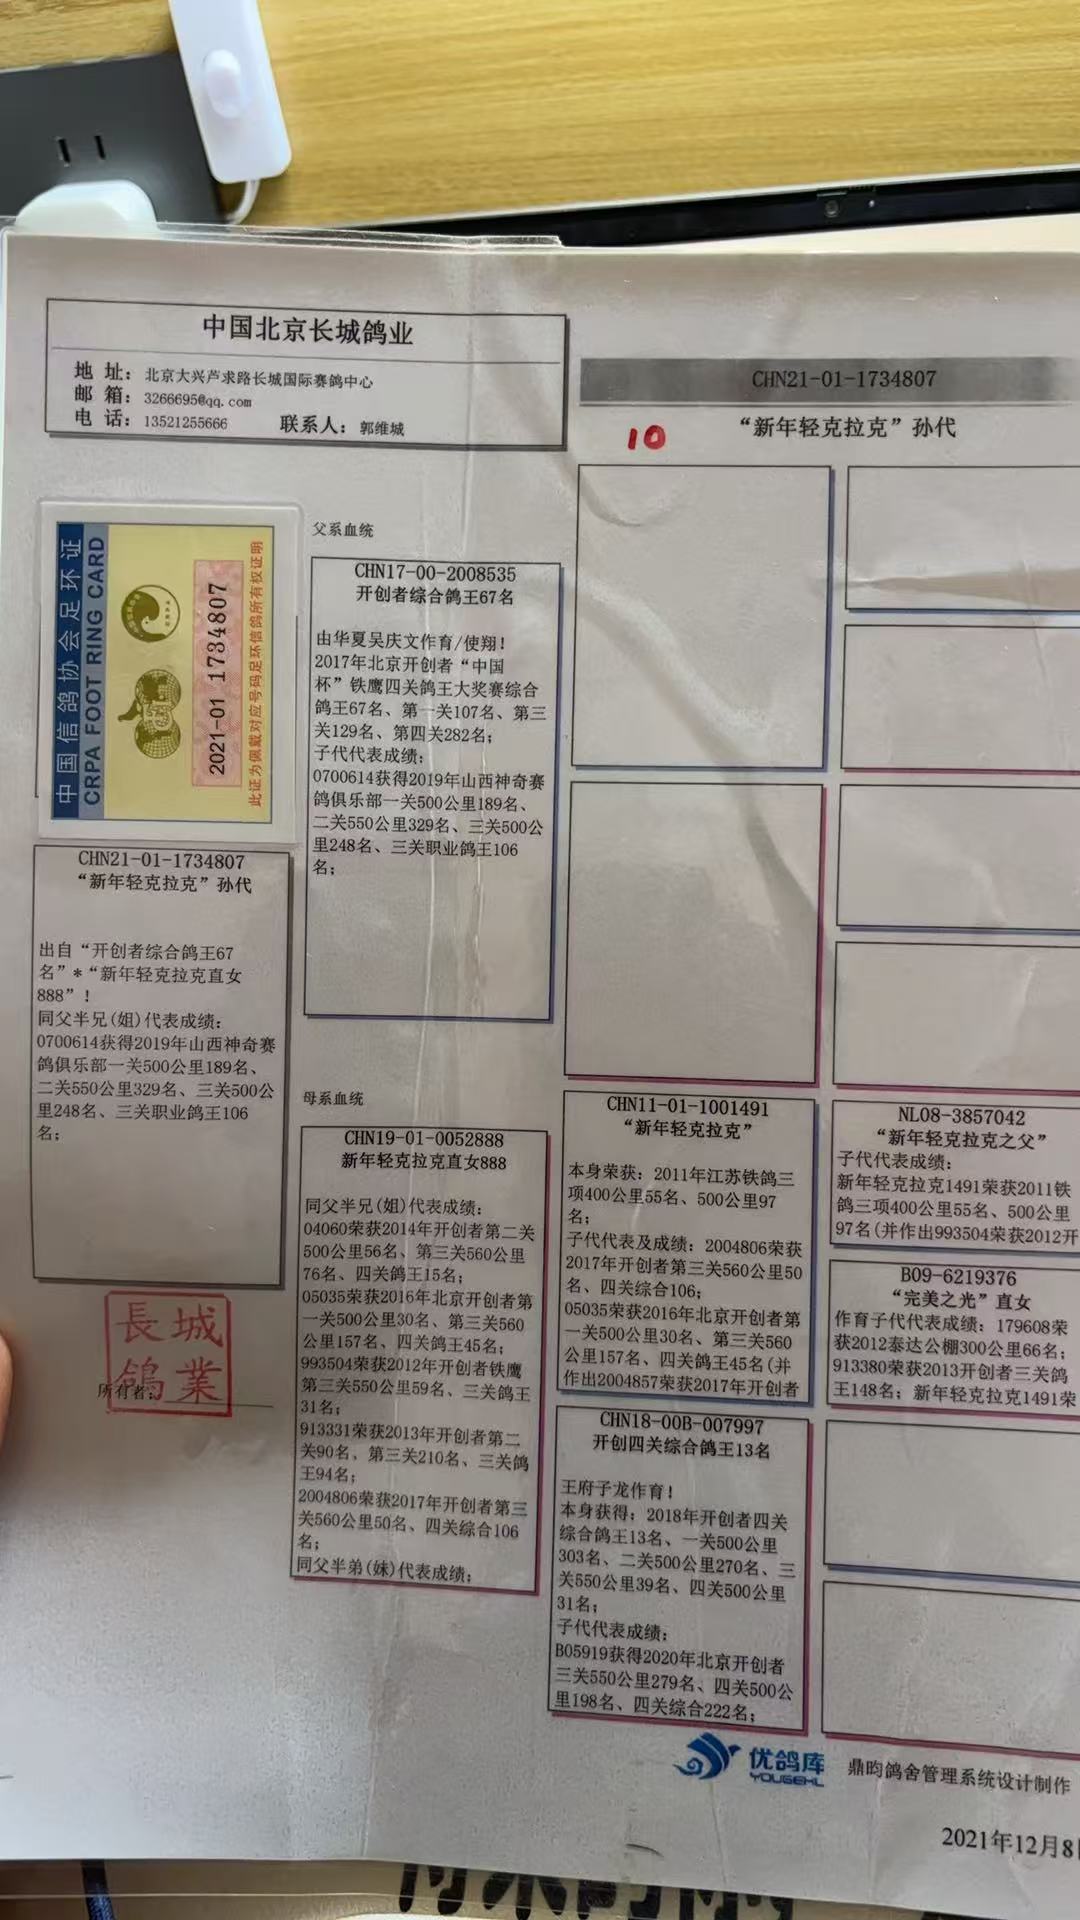 中国北京长城鸽业
地 址：北京大兴芦求路长城国际赛鸽中心
邮 箱：3266695@qq.com
电 话：13521255666 联系人：郭维城
CHN21-01-1734807
“新年轻克拉克”孙代
10
中国信鸽协会足环证
CRPA FOOT RING CARD
2021-01 1734807
此证为佩戴对应号码足环信鸽所有权证明
CHN21-01-1734807
“新年轻克拉克”孙代
出自“开创者综合鸽王67
名”*“新年轻克拉克直女
888”！
同父半兄(姐)代表成绩：
0700614获得2019年山西神奇赛
鸽俱乐部一关500公里189名、
二关550公里329名、三关500公
里248名、三关职业鸽王106
名；
長城
鸽業
所有者：
父系血统
CHN17-00-2008535
开创者综合鸽王67名
由华夏吴庆文作育/使翔！
2017年北京开创者“中国
杯”铁鹰四关鸽王大奖赛综合
鸽王67名、第一关107名、第三
关129名、第四关282名；
子代代表成绩：
0700614获得2019年山西神奇赛
鸽俱乐部一关500公里189名、
二关550公里329名、三关500公
里248名、三关职业鸽王106
名；
母系血统
CHN19-01-0052888
新年轻克拉克直女888
同父半兄(姐)代表成绩：
04060荣获2014年开创者第二关
500公里56名、第三关560公里
76名、四关鸽王15名；
05035荣获2016年北京开创者第
一关500公里30名、第三关560
公里157名、四关鸽王45名；
993504荣获2012年开创者铁鹰
第三关550公里59名、三关鸽王
31名；
913331荣获2013年开创者第二
关90名，第三关210名、三关鸽
王94名；
2004806荣获2017年开创者第三
关560公里50名、四关综合106
名；
同父半弟(妹)代表成绩：
CHN11-01-1001491
“新年轻克拉克”
本身荣获：2011年江苏铁鸽三
项400公里55名、500公里97
名；
子代代表及成绩：2004806荣获
2017年开创者第三关560公里50
名、四关综合106；
05035荣获2016年北京开创者第
一关500公里30名、第三关560
公里157名、四关鸽王45名(并
作出2004857荣获2017年开创者
CHN18-00B-007997
开创四关综合鸽王13名
王府子龙作育！
本身获得：2018年开创者四关
综合鸽王13名、一关500公里
303名、二关500公里270名、三
关550公里39名、四关500公里
31名；
子代代表成绩：
B05919获得2020年北京开创者
三关550公里279名、四关500公
里198名、四关综合222名；
NL08-3857042
“新年轻克拉克之父”
子代代表成绩：
新年轻克拉克1491荣获2011铁
鸽三项400公里55名、500公里
97名(并作出993504荣获2012开
B09-6219376
“完美之光”直女
作育子代代表成绩：179608荣
获2012泰达公棚300公里66名；
913380荣获2013开创者三关鸽
王148名；新年轻克拉克1491荣
优鸽库
YOUGEKU
鼎昀鸽舍管理系统设计制作
2021年12月8日